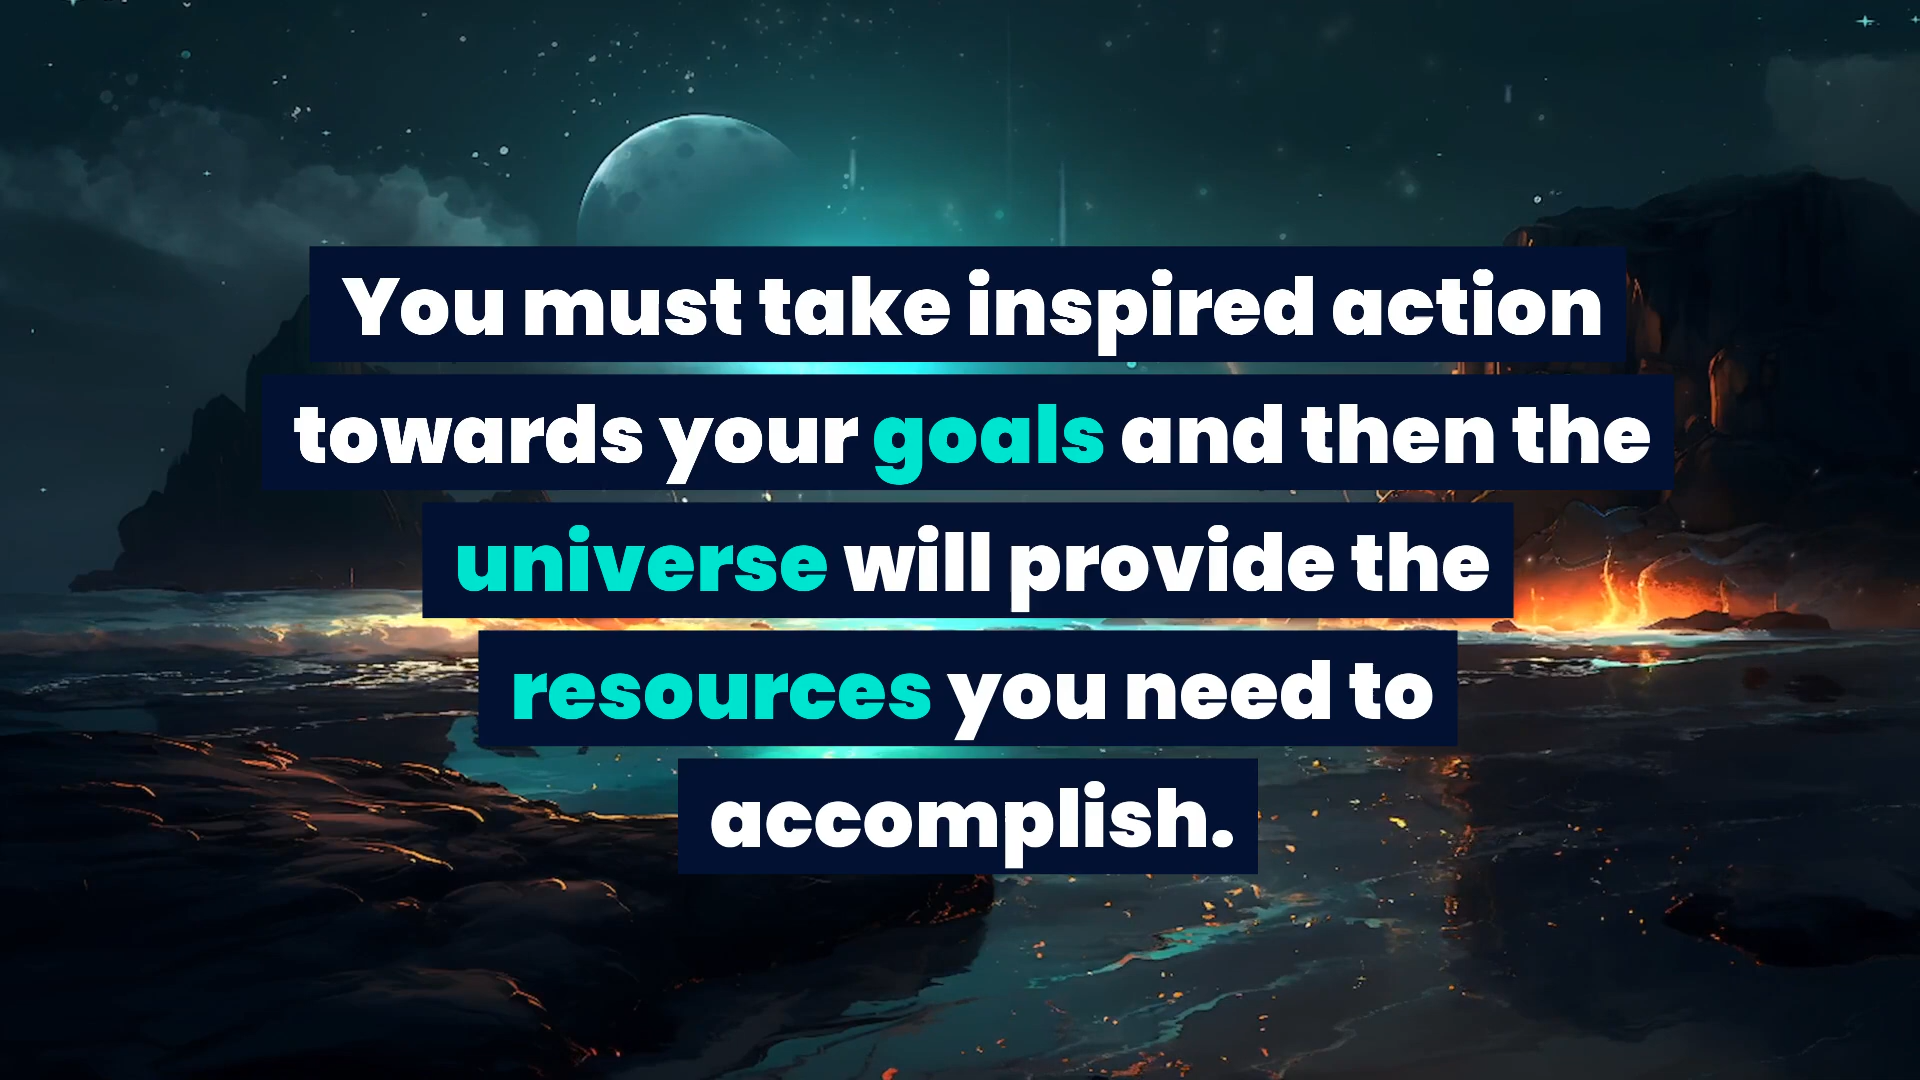 You must take inspired action
towards your goals and then the
universe will provide the
resources you need to
accomplish.